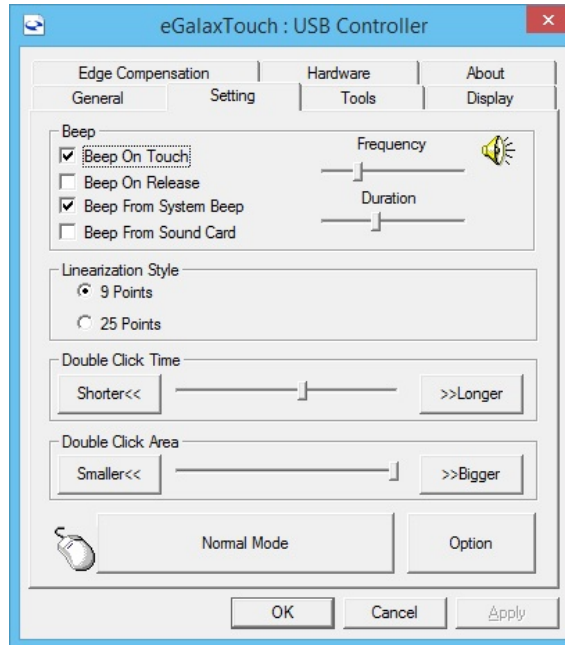 eGalaxTouch : USB Controller
Edge Compensation Hardware About
General Setting Tools Display
Beep
Beep On Touch
Beep On Release
Beep From System Beep
Beep From Sound Card
Frequency
Duration
Linearization Style
9 Points
25 Points
Double Click Time
Shorter<< >>Longer
Double Click Area
Smaller<< >>Bigger
Normal Mode Option
OK Cancel Apply